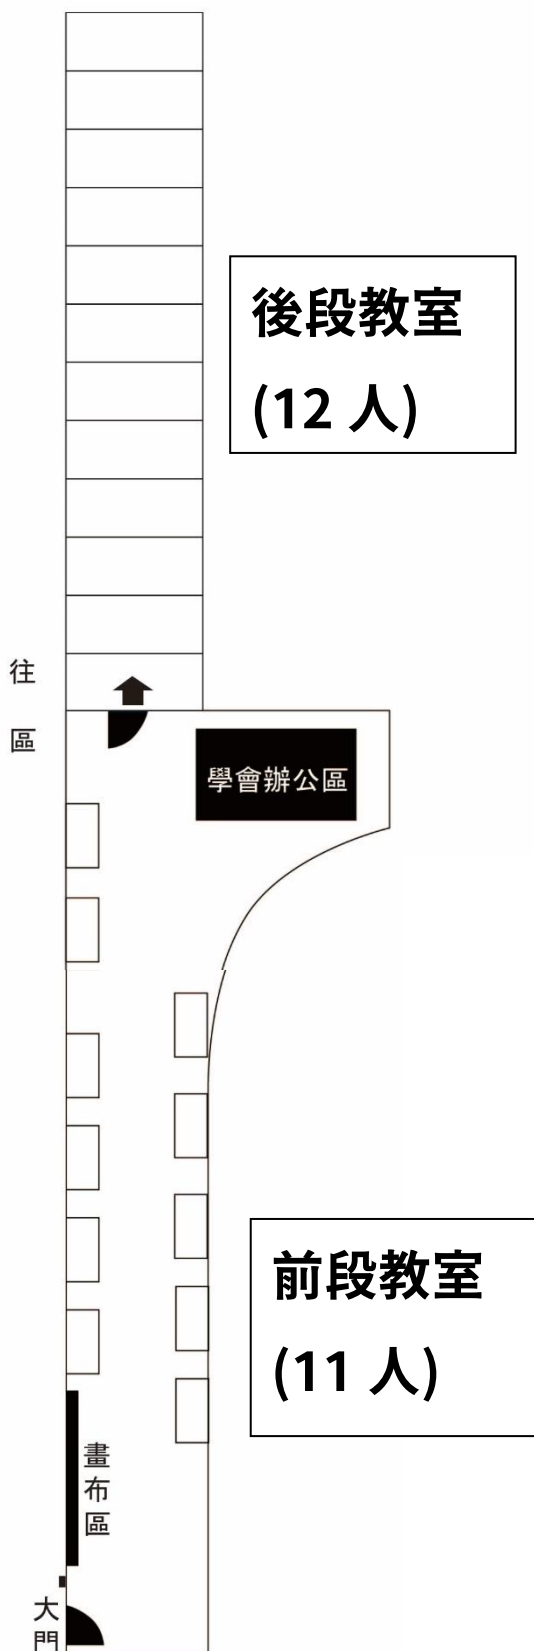 後段教室
(12 人)
往
區
學會辦公區
前段教室
(11 人)
畫布區
大門